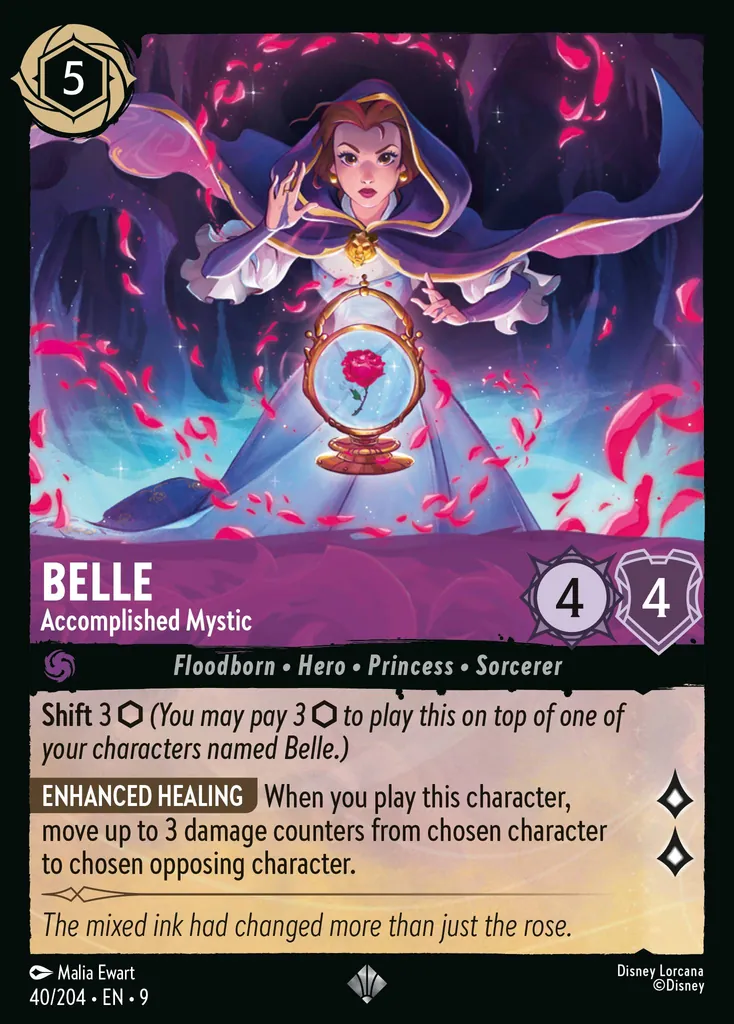 5
BELLE
Accomplished Mystic
4
4
Floodborn • Hero • Princess • Sorcerer
Shift 3 ⬡ (You may pay 3 ⬡ to play this on top of one of
your characters named Belle.)
ENHANCED HEALING When you play this character,
move up to 3 damage counters from chosen character
to chosen opposing character.
The mixed ink had changed more than just the rose.
Malia Ewart
40/204 • EN • 9
Disney Lorcana
©Disney